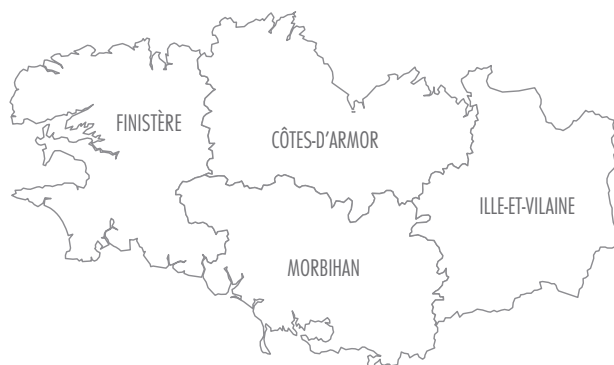 FINISTÈRE
CÔTES-D’ARMOR
ILLE-ET-VILAINE
MORBIHAN